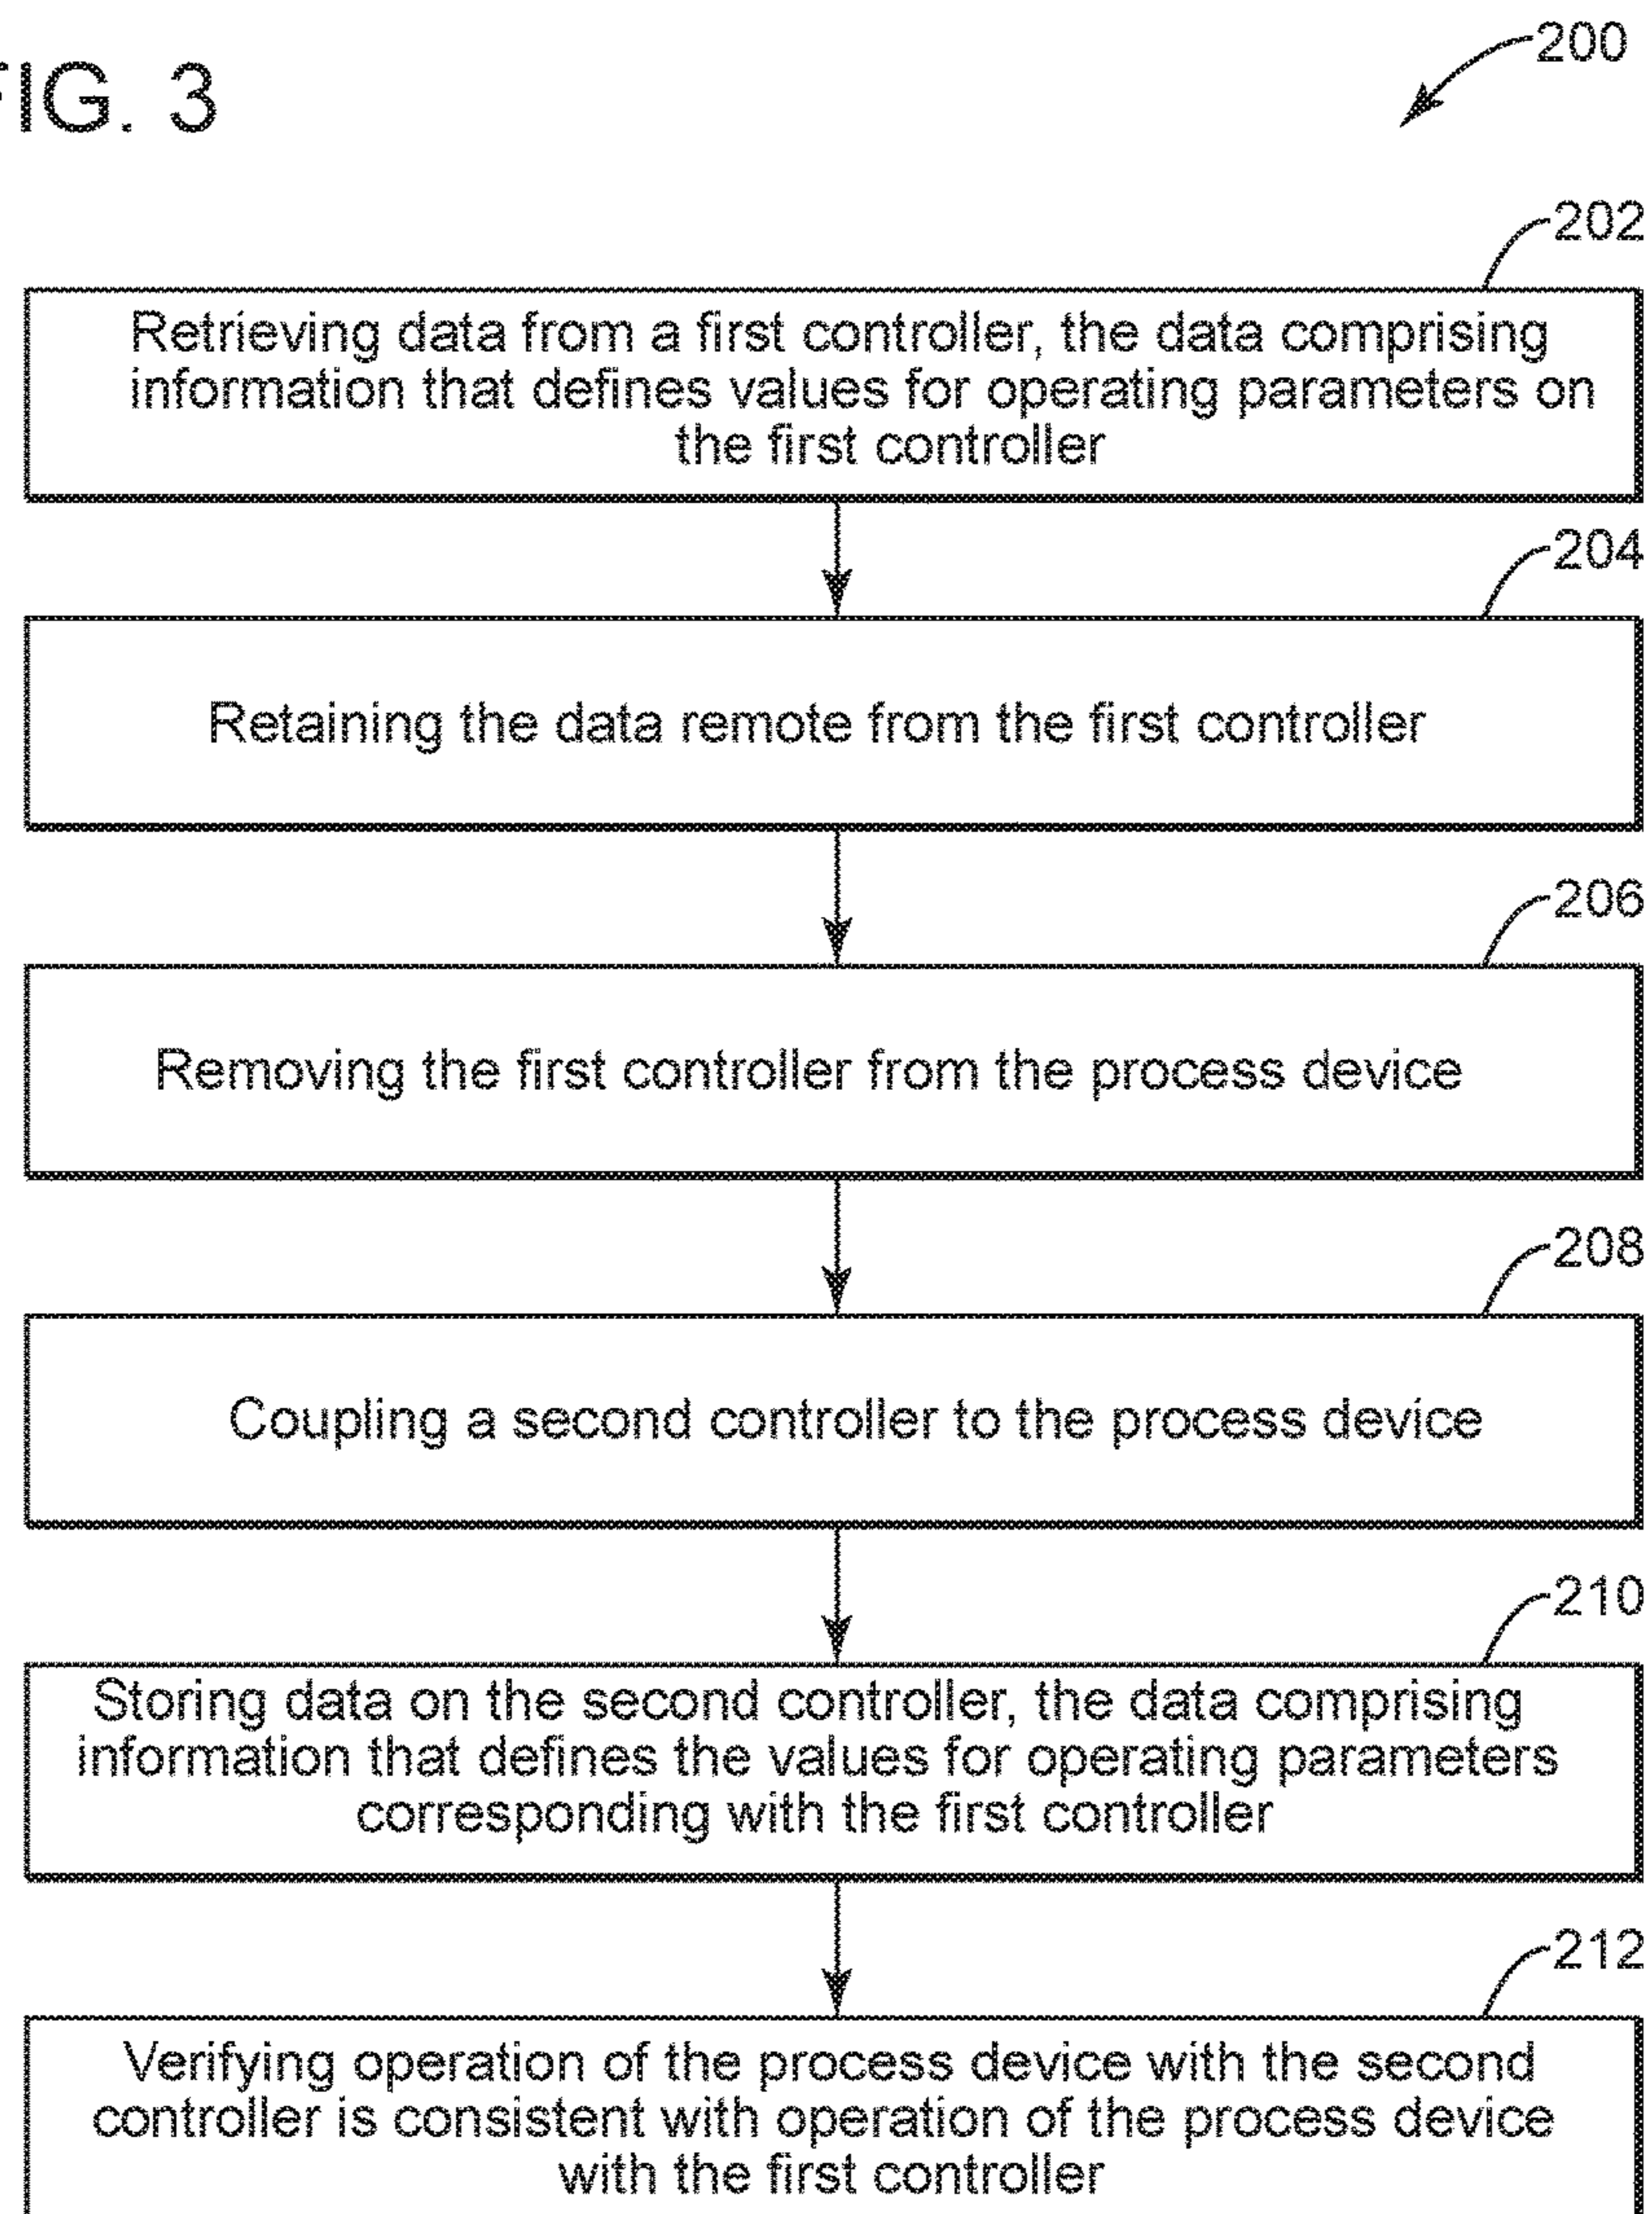 FIG. 3
200
202
Retrieving data from a first controller, the data comprising
information that defines values for operating parameters on
the first controller
204
Retaining the data remote from the first controller
206
Removing the first controller from the process device
208
Coupling a second controller to the process device
210
Storing data on the second controller, the data comprising
information that defines the values for operating parameters
corresponding with the first controller
212
Verifying operation of the process device with the second
controller is consistent with operation of the process device
with the first controller